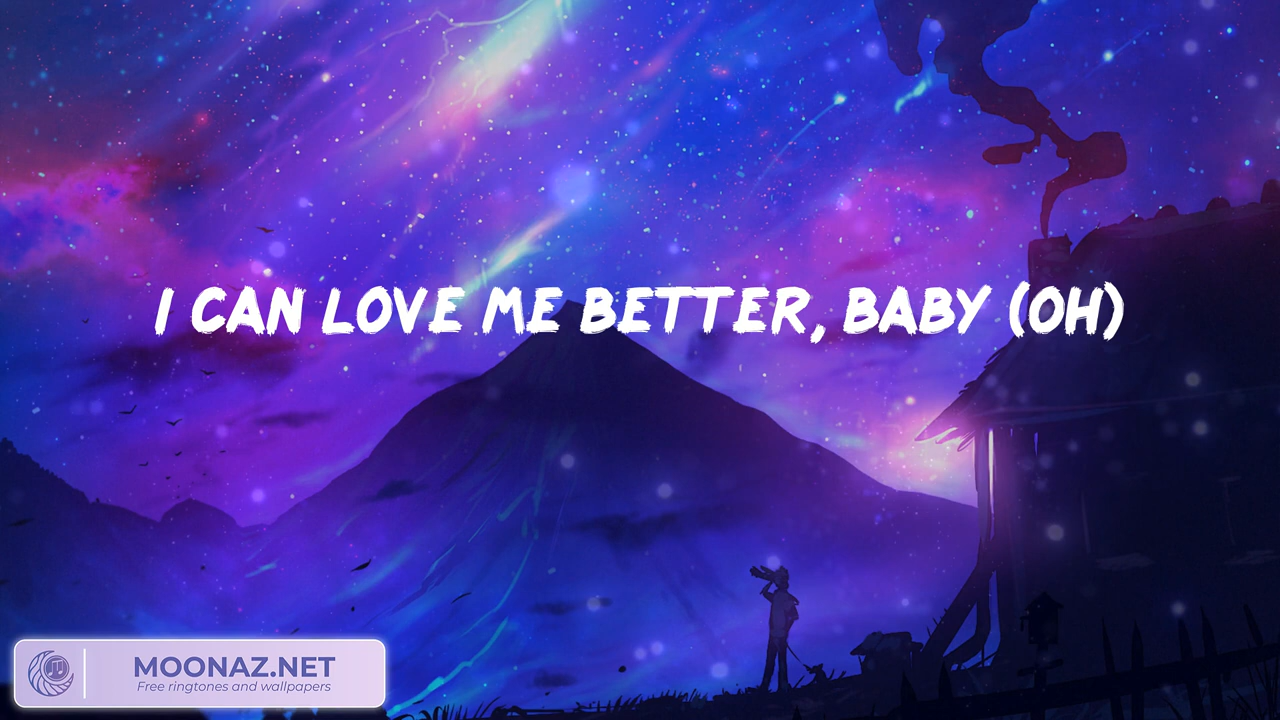 I CAN LOVE ME BETTER, BABY (OH)
MOONAZ.NET
Free ringtones and wallpapers